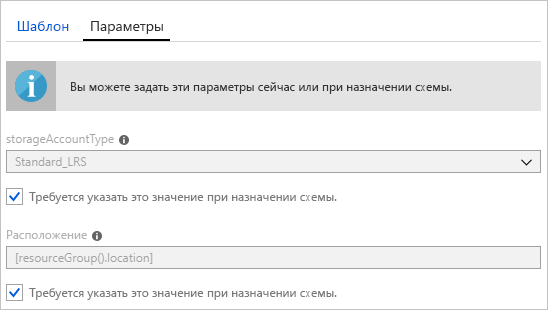 Шаблон Параметры
Вы можете задать эти параметры сейчас или при назначении схемы.
storageAccountType
Standard_LRS
Требуется указать это значение при назначении схемы.
Расположение
[resourceGroup().location]
Требуется указать это значение при назначении схемы.